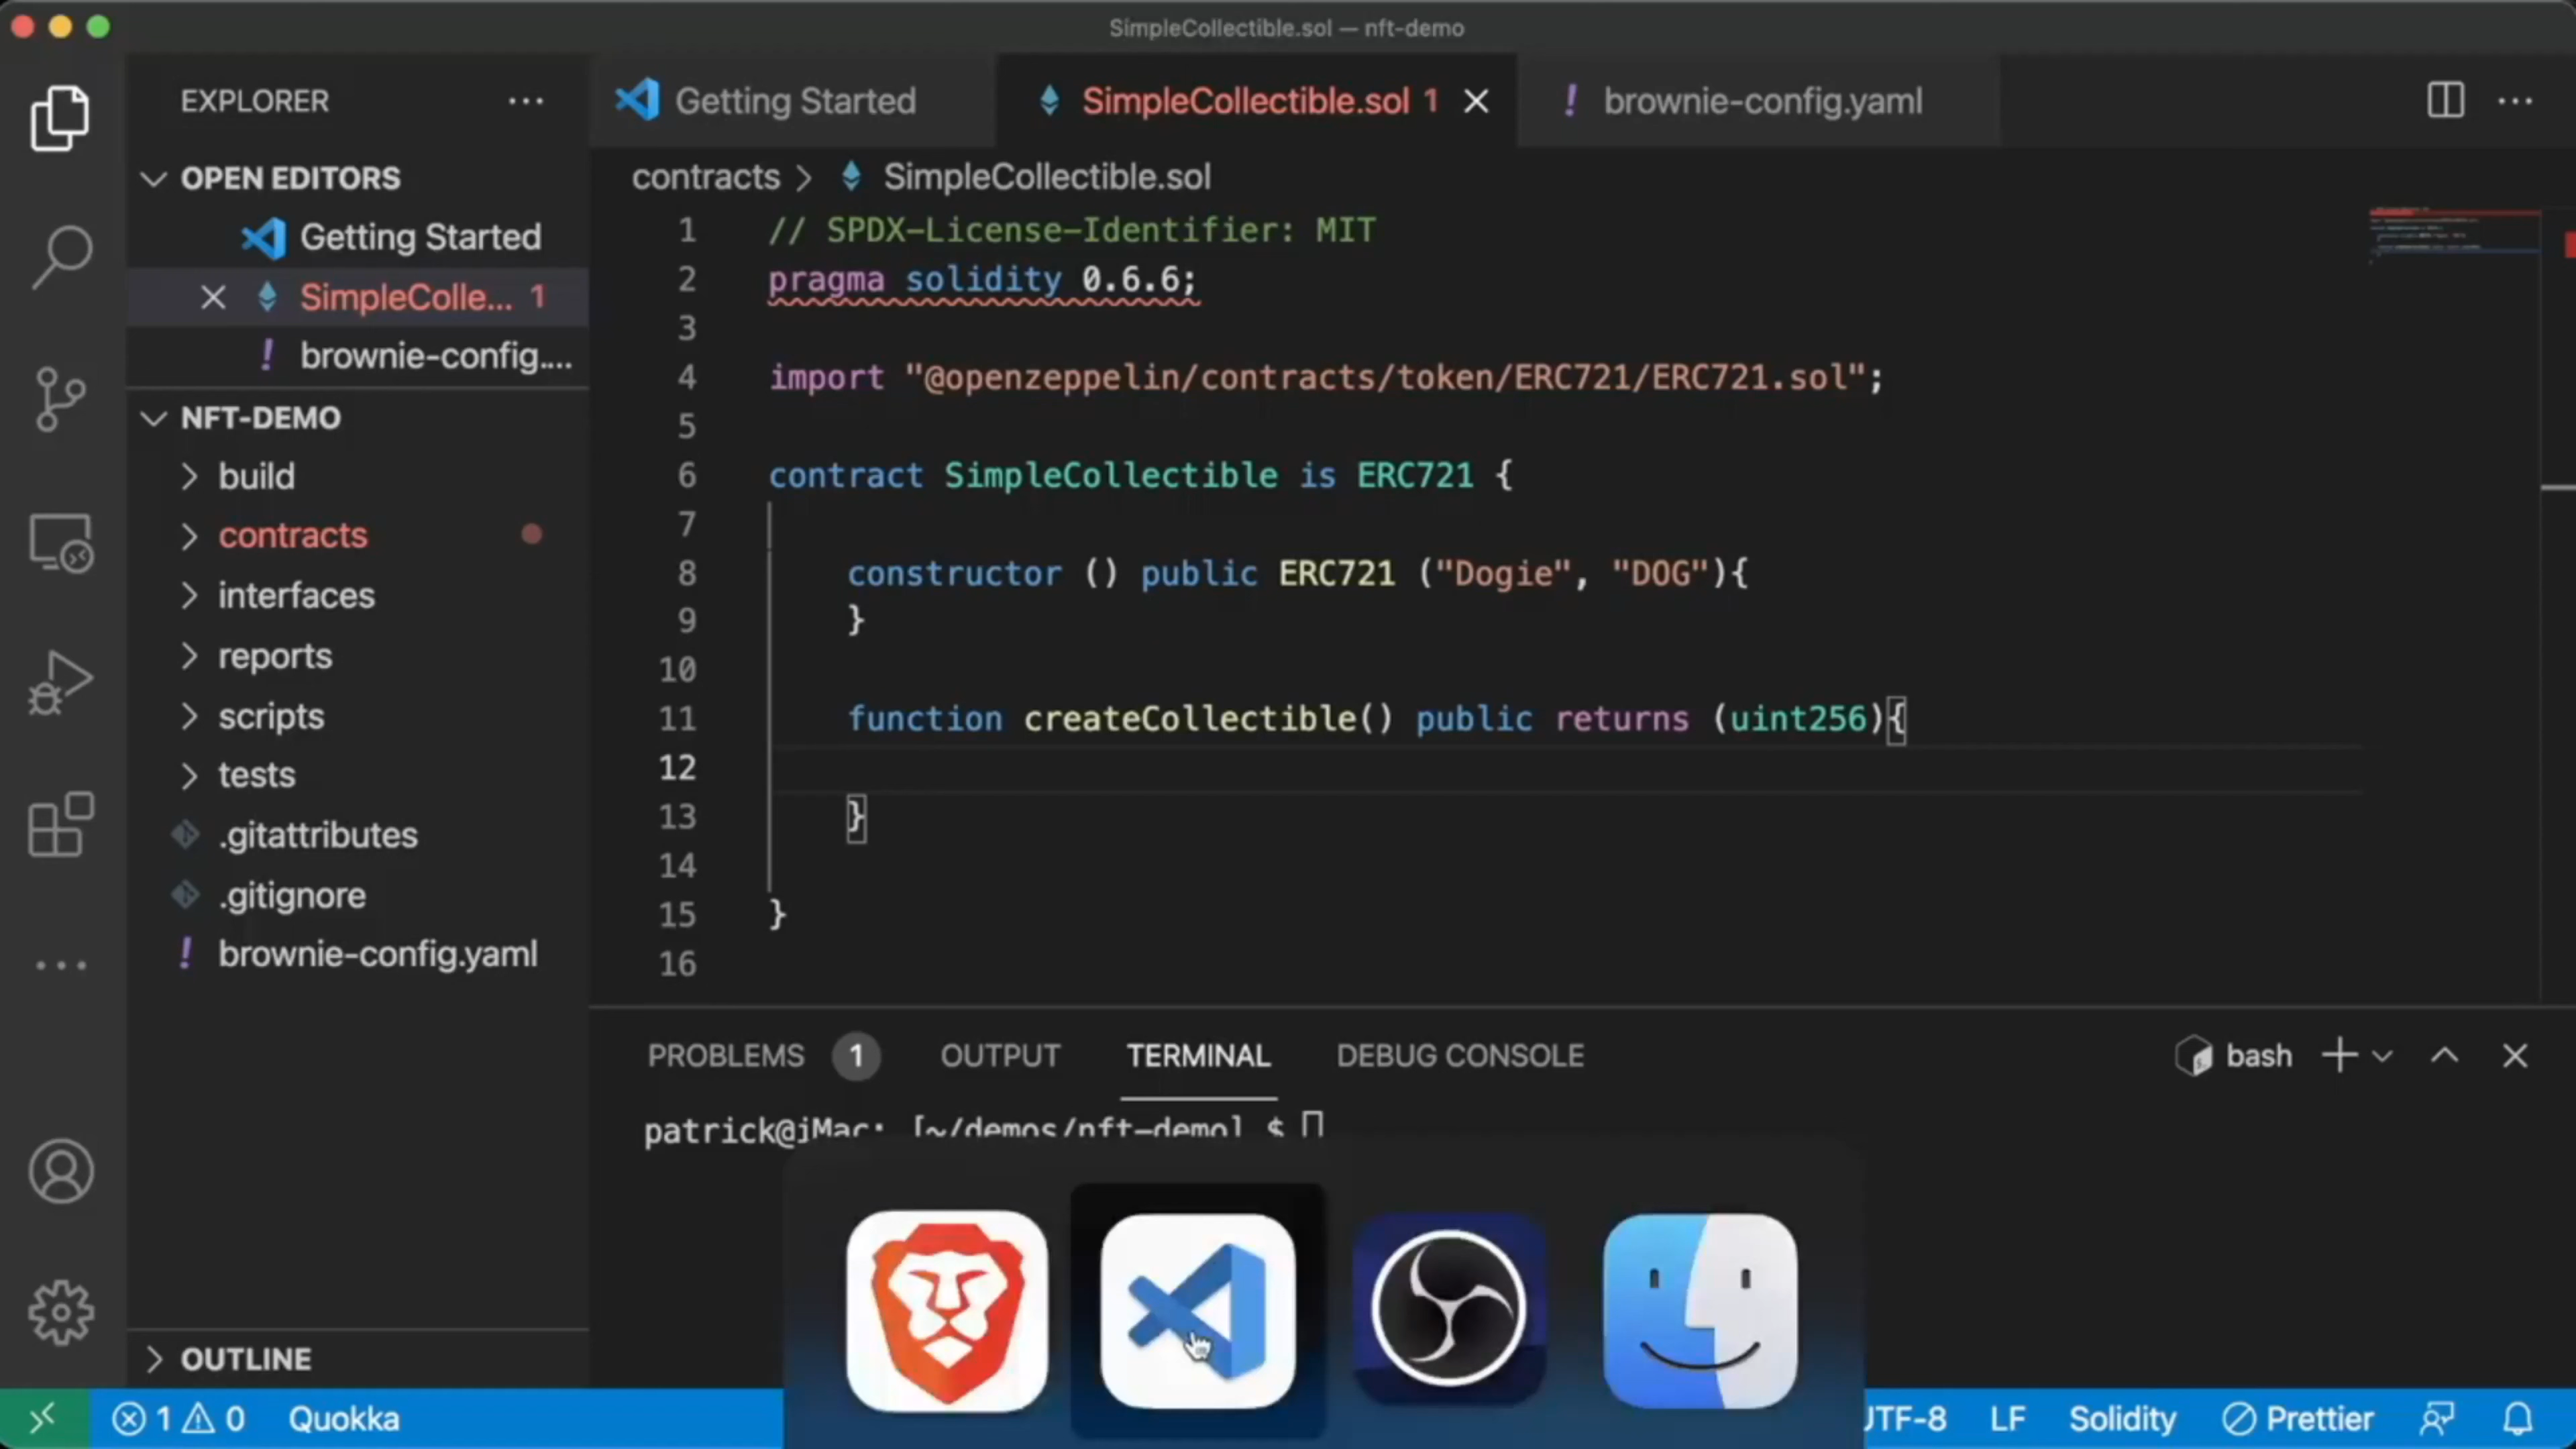 SimpleCollectible.sol — nft-demo
EXPLORER
Getting Started
SimpleCollectible.sol 1
brownie-config.yaml
OPEN EDITORS
Getting Started
SimpleColle... 1
brownie-config....
NFT-DEMO
build
contracts
interfaces
reports
scripts
tests
.gitattributes
.gitignore
brownie-config.yaml
OUTLINE
contracts > SimpleCollectible.sol
1 // SPDX-License-Identifier: MIT
2 pragma solidity 0.6.6;
3
4 import "@openzeppelin/contracts/token/ERC721/ERC721.sol";
5
6 contract SimpleCollectible is ERC721 {
7
8 constructor () public ERC721 ("Dogie", "DOG"){
9 }
10
11 function createCollectible() public returns (uint256){
12
13 }
14
15 }
16
PROBLEMS 1 OUTPUT TERMINAL DEBUG CONSOLE
bash
patrick@iMac: [~/demos/nft-demo] $
1 0 Quokka
UTF-8 LF Solidity Prettier